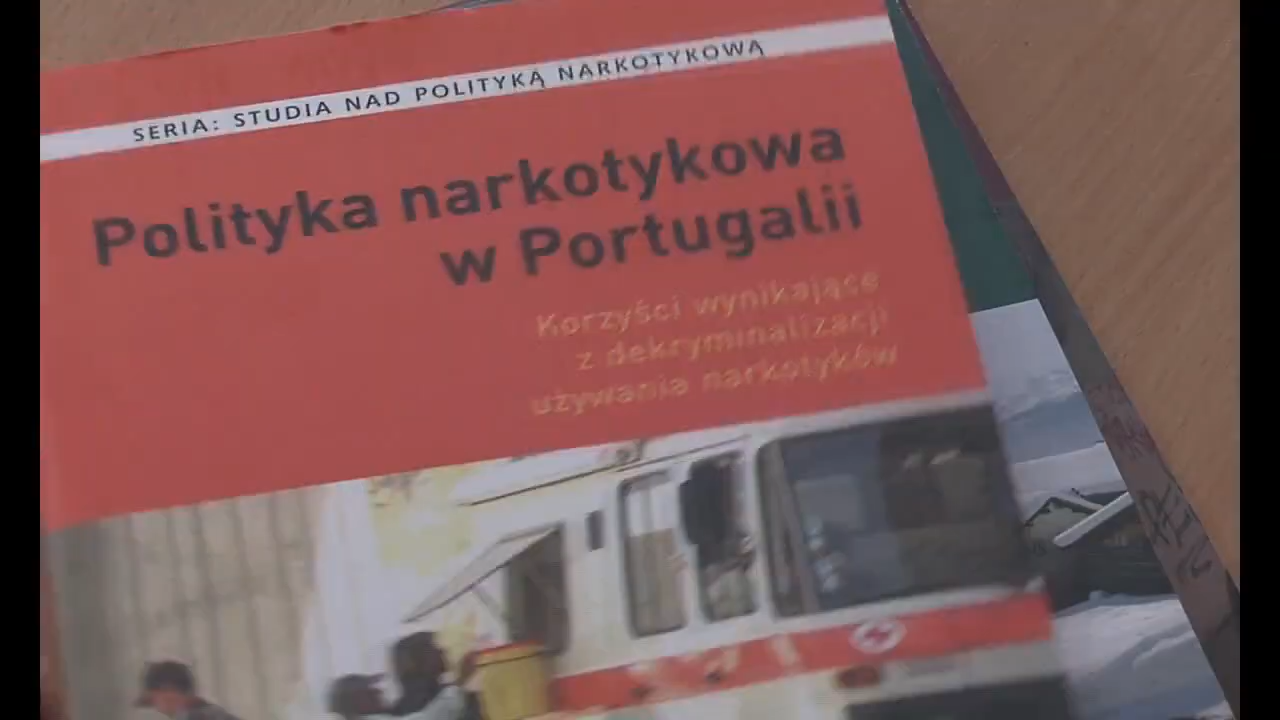 SERIA: STUDIA NAD POLITYKĄ NARKOTYKOWĄ
Polityka narkotykowa
w Portugalii
Korzyści wynikające
z dekryminalizacji
używania narkotyków